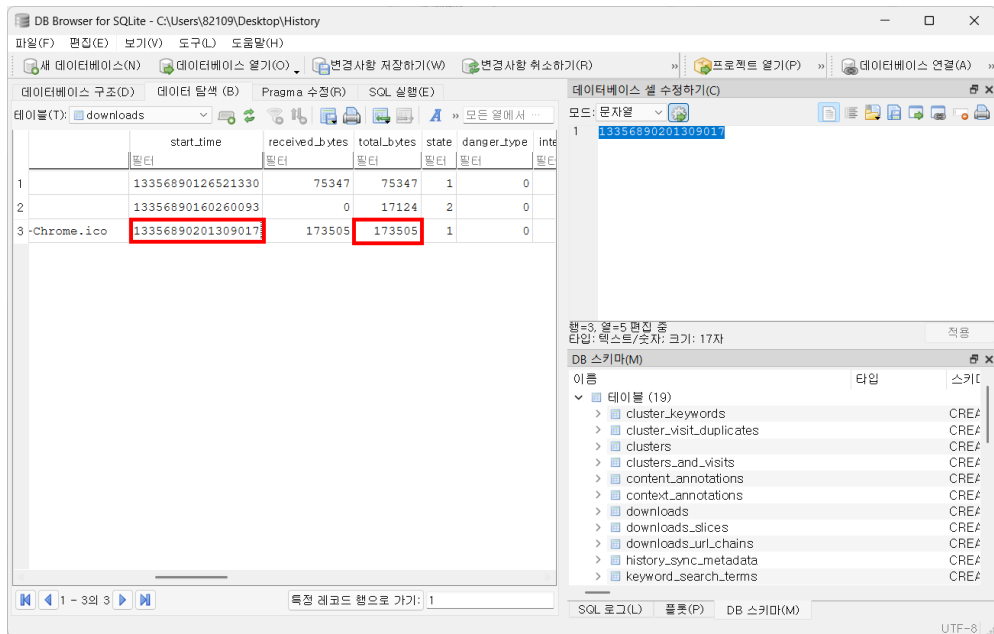 DB Browser for SQLite - C:\Users\82109\Desktop\History
파일(F) 편집(E) 보기(V) 도구(L) 도움말(H)
새 데이터베이스(N) 데이터베이스 열기(O) 변경사항 저장하기(W) 변경사항 취소하기(R) » 프로젝트 열기(P) » 데이터베이스 연결(A) »
데이터베이스 구조(D) 데이터 탐색 (B) Pragma 수정(R) SQL 실행(E)
테이블(T): downloads A » 모든 열에서 ...
start_time received_bytes total_bytes state danger_type inte
필터 필터 필터 필터 필터 필터
1 13356890126521330 75347 75347 1 0
2 13356890160260093 0 17124 2 0
3 -Chrome.ico 13356890201309017 173505 173505 1 0
1 - 3의 3 특정 레코드 행으로 가기: 1
데이터베이스 셀 수정하기(C)
모드: 문자열
1 13356890201309017
행=3, 열=5 편집 중
타입: 텍스트/숫자; 크기: 17자
적용
DB 스키마(M)
이름 타입 스키마
테이블 (19)
cluster_keywords CREA
cluster_visit_duplicates CREA
clusters CREA
clusters_and_visits CREA
content_annotations CREA
context_annotations CREA
downloads CREA
downloads_slices CREA
downloads_url_chains CREA
history_sync_metadata CREA
keyword_search_terms CREA
SQL 로그(L) 플롯(P) DB 스키마(M)
UTF-8